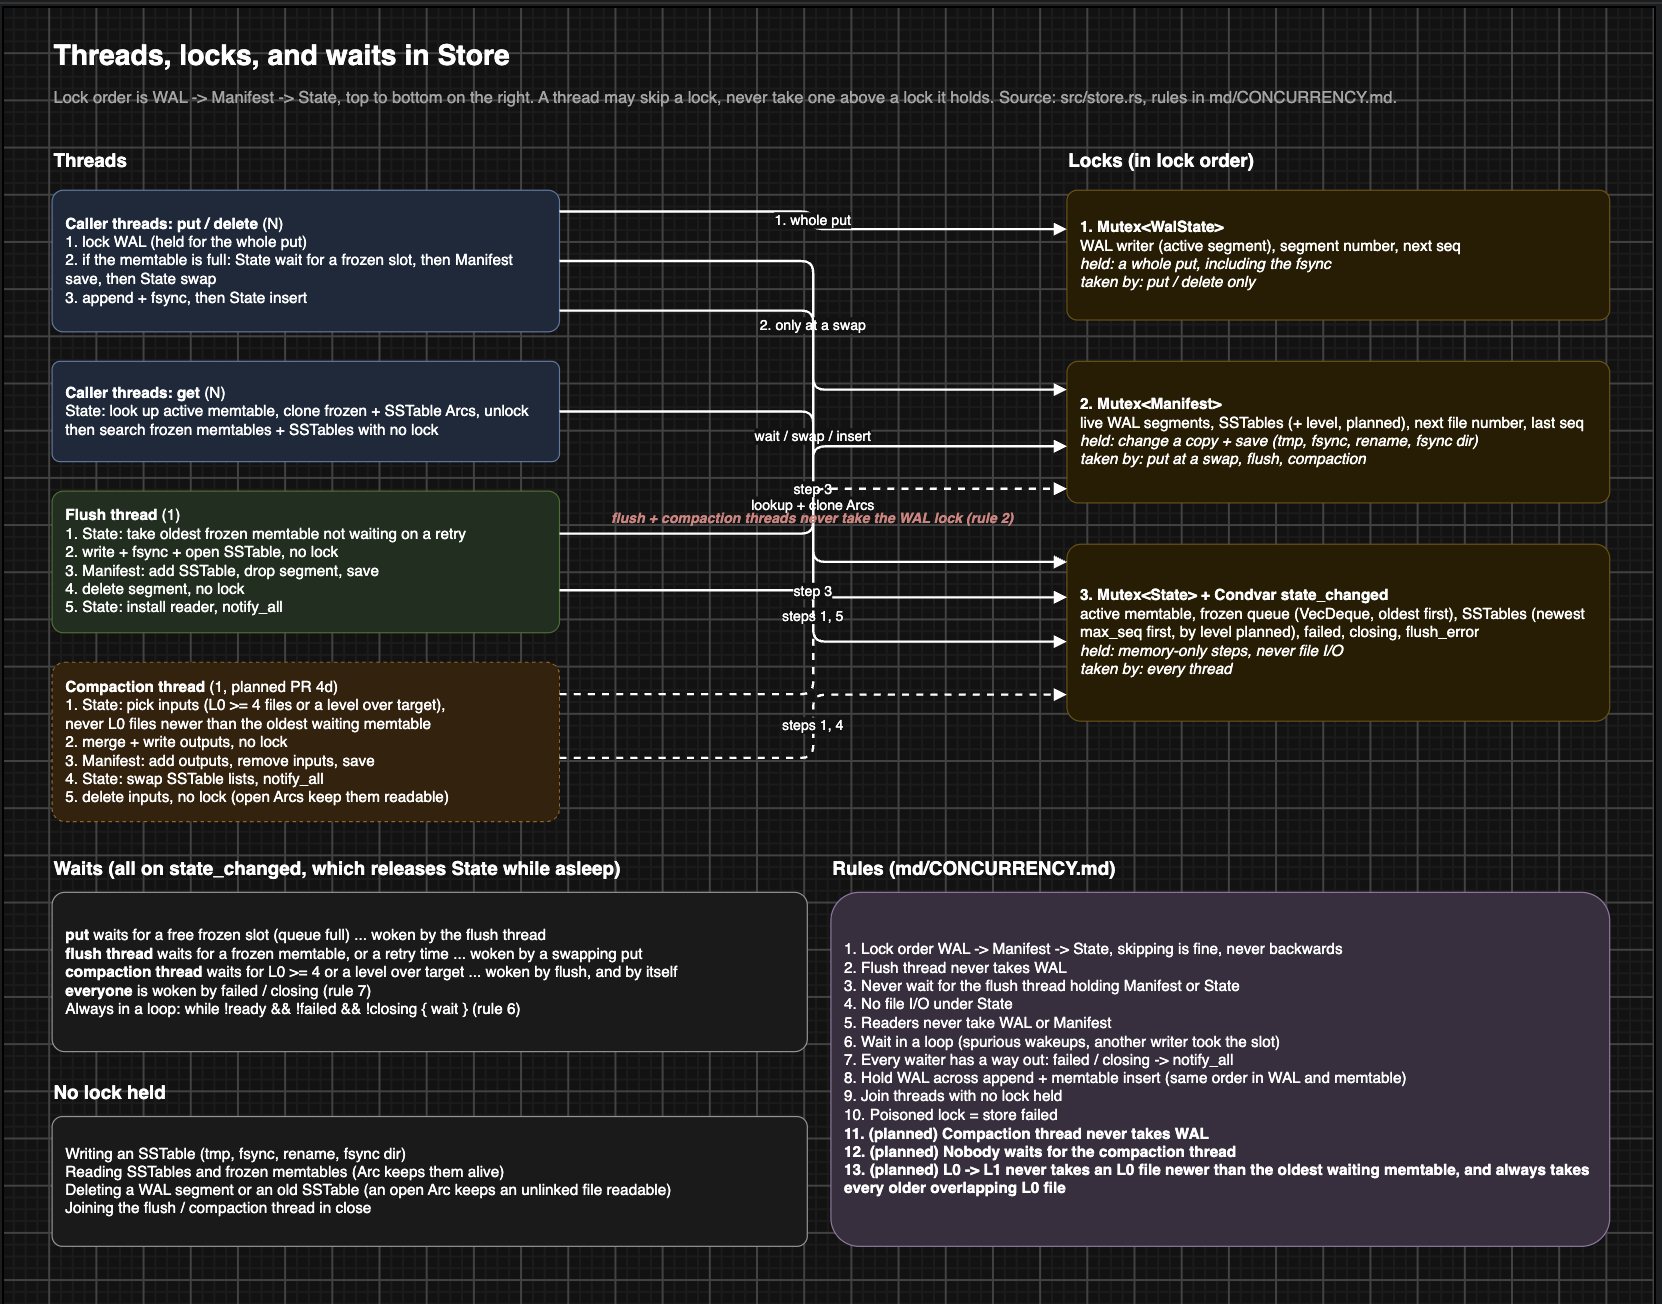 Threads, locks, and waits in Store
Lock order is WAL -> Manifest -> State, top to bottom on the right. A thread may skip a lock, never take one above a lock it holds. Source: src/store.rs, rules in md/CONCURRENCY.md.
Threads
Caller threads: put / delete (N)
1. lock WAL (held for the whole put)
2. if the memtable is full: State wait for a frozen slot, then Manifest
save, then State swap
3. append + fsync, then State insert
Caller threads: get (N)
State: look up active memtable, clone frozen + SSTable Arcs, unlock
then search frozen memtables + SSTables with no lock
Flush thread (1)
1. State: take oldest frozen memtable not waiting on a retry
2. write + fsync + open SSTable, no lock
3. Manifest: add SSTable, drop segment, save
4. delete segment, no lock
5. State: install reader, notify_all
Compaction thread (1, planned PR 4d)
1. State: pick inputs (L0 >= 4 files or a level over target),
never L0 files newer than the oldest waiting memtable
2. merge + write outputs, no lock
3. Manifest: add outputs, remove inputs, save
4. State: swap SSTable lists, notify_all
5. delete inputs, no lock (open Arcs keep them readable)
1. whole put
2. only at a swap
wait / swap / insert
step 3
lookup + clone Arcs
flush + compaction threads never take the WAL lock (rule 2)
step 3
steps 1, 5
steps 1, 4
Locks (in lock order)
1. Mutex<WalState>
WAL writer (active segment), segment number, next seq
held: a whole put, including the fsync
taken by: put / delete only
2. Mutex<Manifest>
live WAL segments, SSTables (+ level, planned), next file number, last seq
held: change a copy + save (tmp, fsync, rename, fsync dir)
taken by: put at a swap, flush, compaction
3. Mutex<State> + Condvar state_changed
active memtable, frozen queue (VecDeque, oldest first), SSTables (newest
max_seq first, by level planned), failed, closing, flush_error
held: memory-only steps, never file I/O
taken by: every thread
Waits (all on state_changed, which releases State while asleep)
put waits for a free frozen slot (queue full) ... woken by the flush thread
flush thread waits for a frozen memtable, or a retry time ... woken by a swapping put
compaction thread waits for L0 >= 4 or a level over target ... woken by flush, and by itself
everyone is woken by failed / closing (rule 7)
Always in a loop: while !ready && !failed && !closing { wait } (rule 6)
No lock held
Writing an SSTable (tmp, fsync, rename, fsync dir)
Reading SSTables and frozen memtables (Arc keeps them alive)
Deleting a WAL segment or an old SSTable (an open Arc keeps an unlinked file readable)
Joining the flush / compaction thread in close
Rules (md/CONCURRENCY.md)
1. Lock order WAL -> Manifest -> State, skipping is fine, never backwards
2. Flush thread never takes WAL
3. Never wait for the flush thread holding Manifest or State
4. No file I/O under State
5. Readers never take WAL or Manifest
6. Wait in a loop (spurious wakeups, another writer took the slot)
7. Every waiter has a way out: failed / closing -> notify_all
8. Hold WAL across append + memtable insert (same order in WAL and memtable)
9. Join threads with no lock held
10. Poisoned lock = store failed
11. (planned) Compaction thread never takes WAL
12. (planned) Nobody waits for the compaction thread
13. (planned) L0 -> L1 never takes an L0 file newer than the oldest waiting memtable, and always takes
every older overlapping L0 file